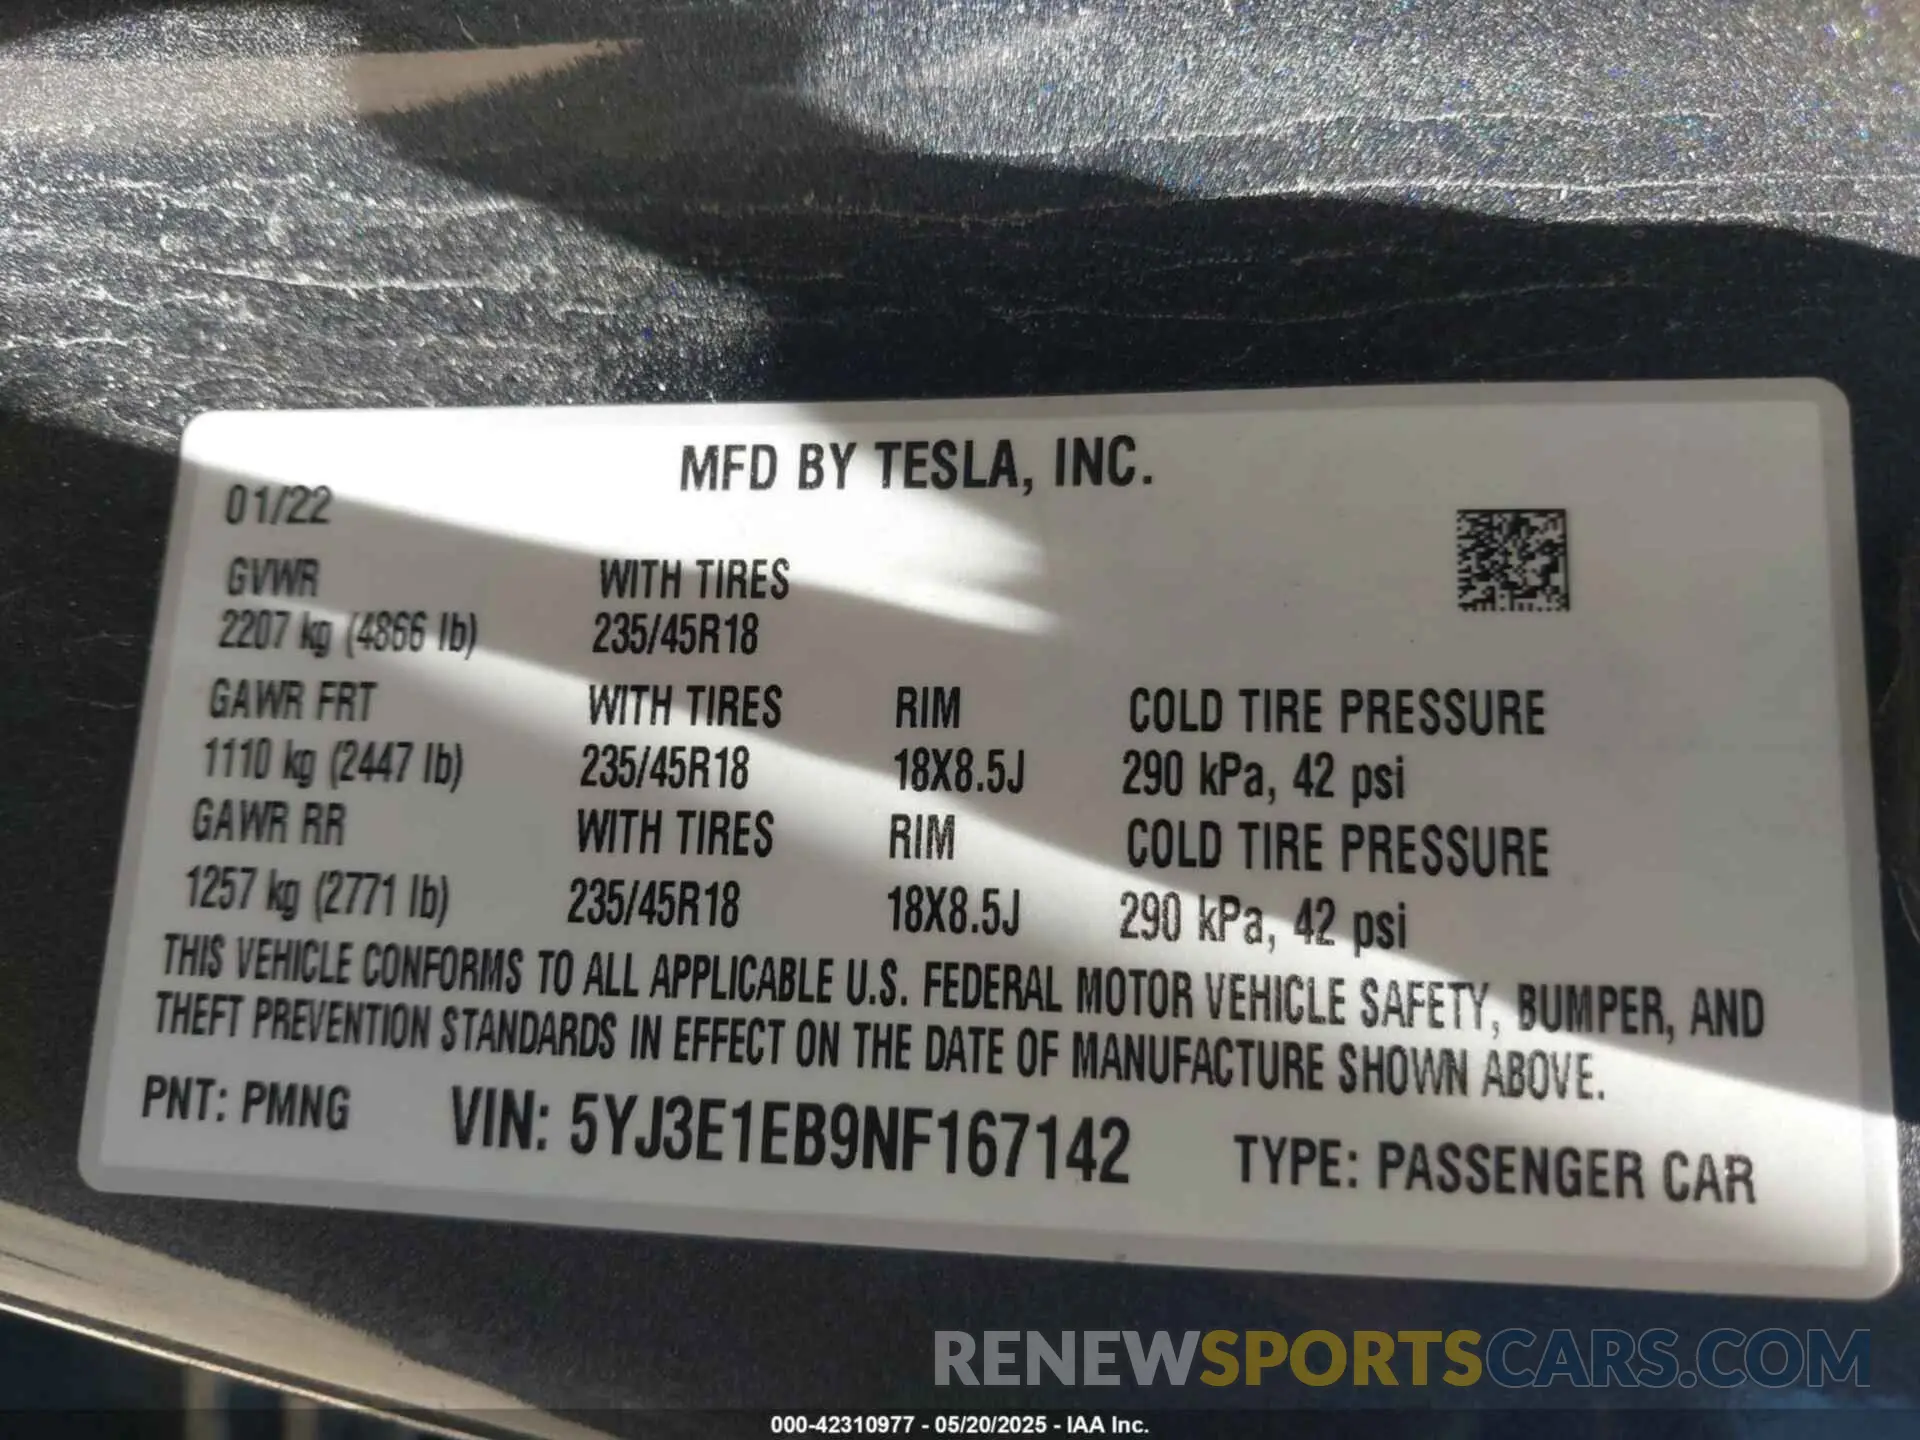 MFD BY TESLA, INC.
01/22
GVWR WITH TIRES
2207 kg (4866 lb) 235/45R18
GAWR FRT WITH TIRES RIM COLD TIRE PRESSURE
1110 kg (2447 lb) 235/45R18 18X8.5J 290 kPa, 42 psi
GAWR RR WITH TIRES RIM COLD TIRE PRESSURE
1257 kg (2771 lb) 235/45R18 18X8.5J 290 kPa, 42 psi
THIS VEHICLE CONFORMS TO ALL APPLICABLE U.S. FEDERAL MOTOR VEHICLE SAFETY, BUMPER, AND
THEFT PREVENTION STANDARDS IN EFFECT ON THE DATE OF MANUFACTURE SHOWN ABOVE.
PNT: PMNG VIN: 5YJ3E1EB9NF167142 TYPE: PASSENGER CAR
RENEWSPORTSCARS.COM
000-42310977 - 05/20/2025 - IAA Inc.